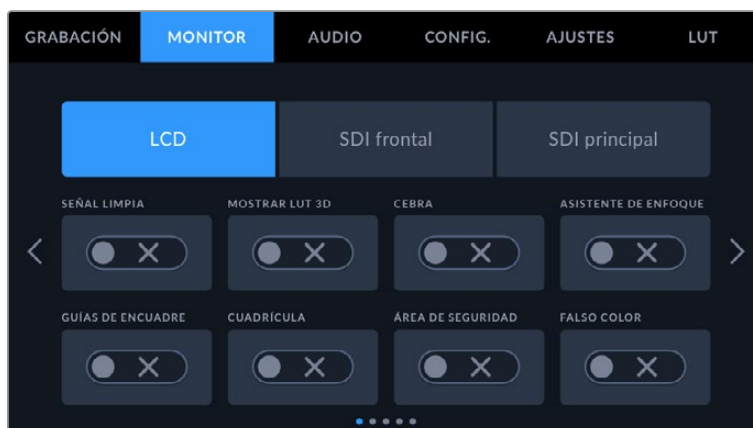 GRABACIÓN MONITOR AUDIO CONFIG. AJUSTES LUT
LCD SDI frontal SDI principal
SEÑAL LIMPIA MOSTRAR LUT 3D CEBRA ASISTENTE DE ENFOQUE
GUÍAS DE ENCUADRE CUADRÍCULA ÁREA DE SEGURIDAD FALSO COLOR